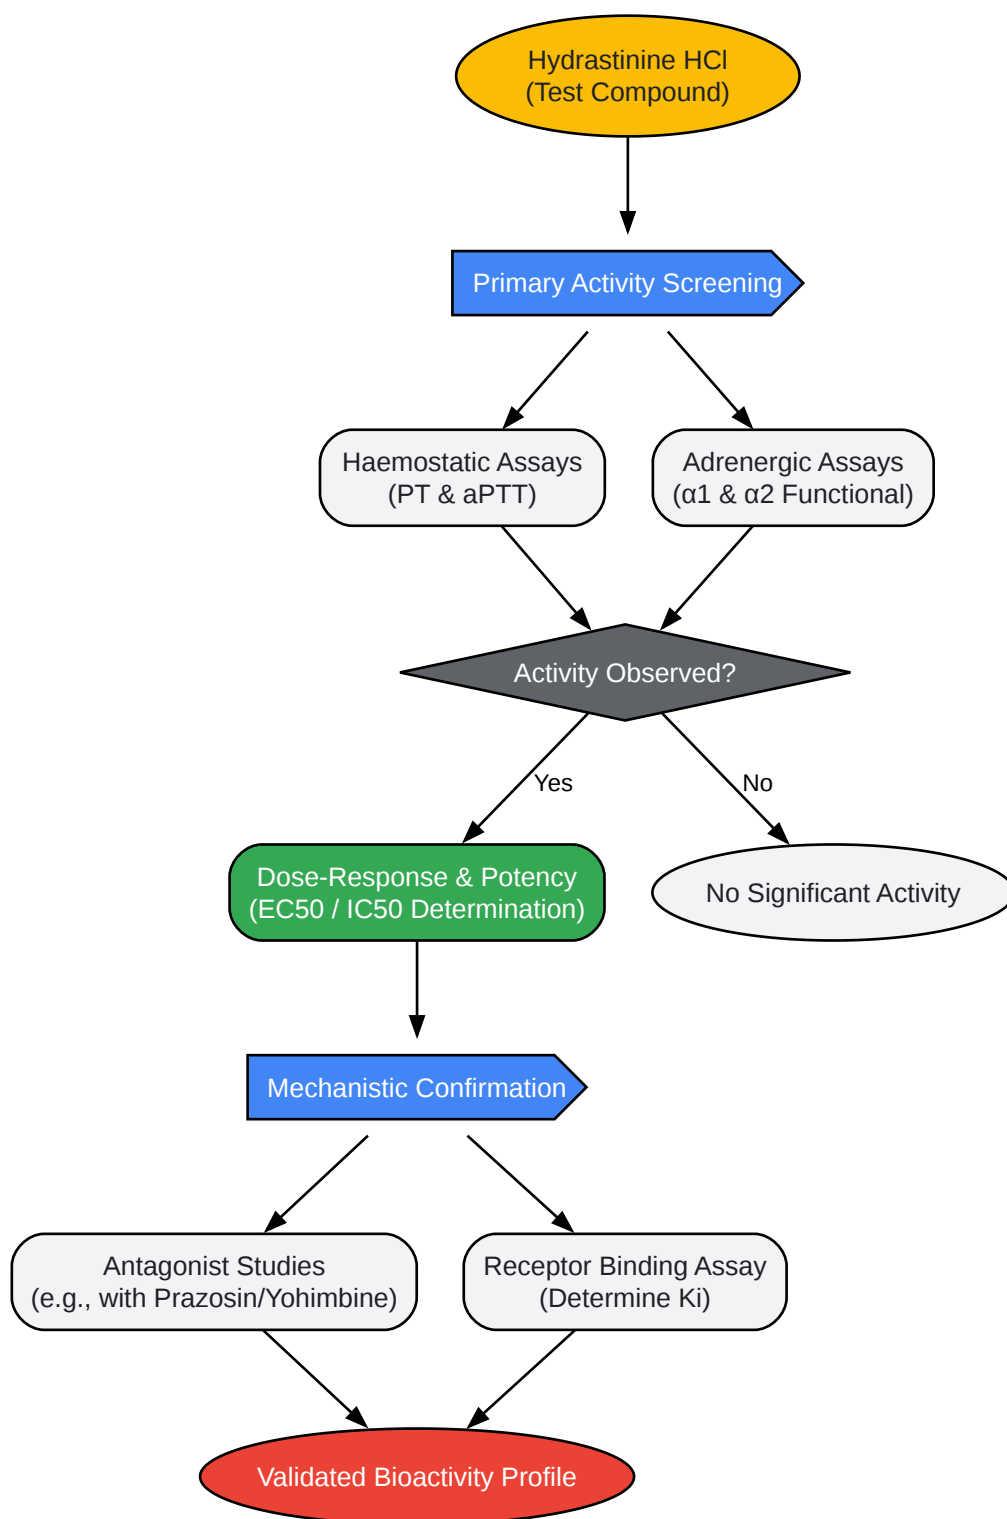 Hydrastinine HCl
(Test Compound)
Primary Activity Screening
Haemostatic Assays
(PT & aPTT)
Adrenergic Assays
(α1 & α2 Functional)
Activity Observed?
Yes
No
Dose-Response & Potency
(EC50 / IC50 Determination)
No Significant Activity
Mechanistic Confirmation
Antagonist Studies
(e.g., with Prazosin/Yohimbine)
Receptor Binding Assay
(Determine Ki)
Validated Bioactivity Profile